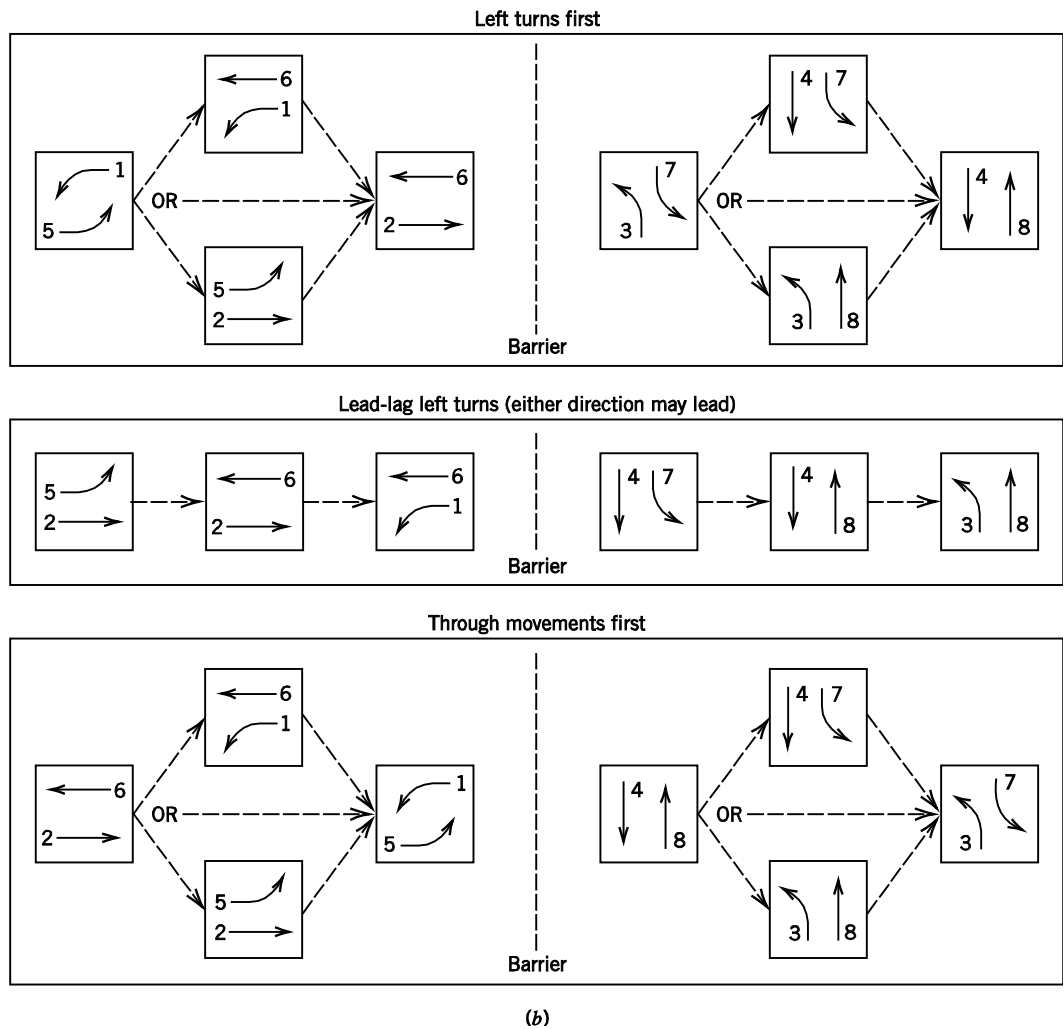 Left turns first
6 4 7
1
1 7 6 4
5 OR 3 OR 2 8
5
2 3 8
Barrier
Lead-lag left turns (either direction may lead)
5 6 6 4 7 4
2 2 1 8 3 8
Barrier
Through movements first
6 4 7
1
6 1 4 7
2 OR 5 8 OR 3
5
2 3 8
Barrier
(b)